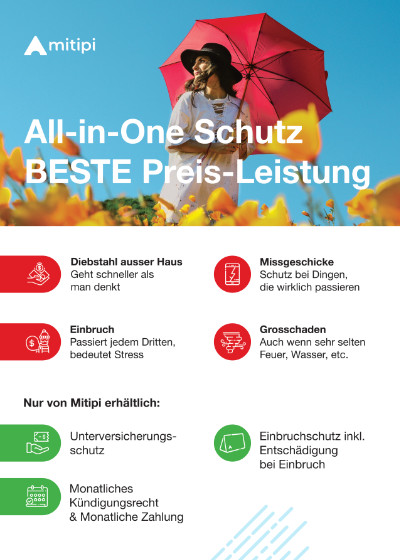 mitipi
All-in-One Schutz
BESTE Preis-Leistung
Diebstahl ausser Haus
Geht schneller als
man denkt
Missgeschicke
Schutz bei Dingen,
die wirklich passieren
Einbruch
Passiert jedem Dritten,
bedeutet Stress
Grosschaden
Auch wenn sehr selten
Feuer, Wasser, etc.
Nur von Mitipi erhältlich:
Unterversicherungs-
schutz
Einbruchschutz inkl.
Entschädigung
bei Einbruch
Monatliches
Kündigungsrecht
& Monatliche Zahlung